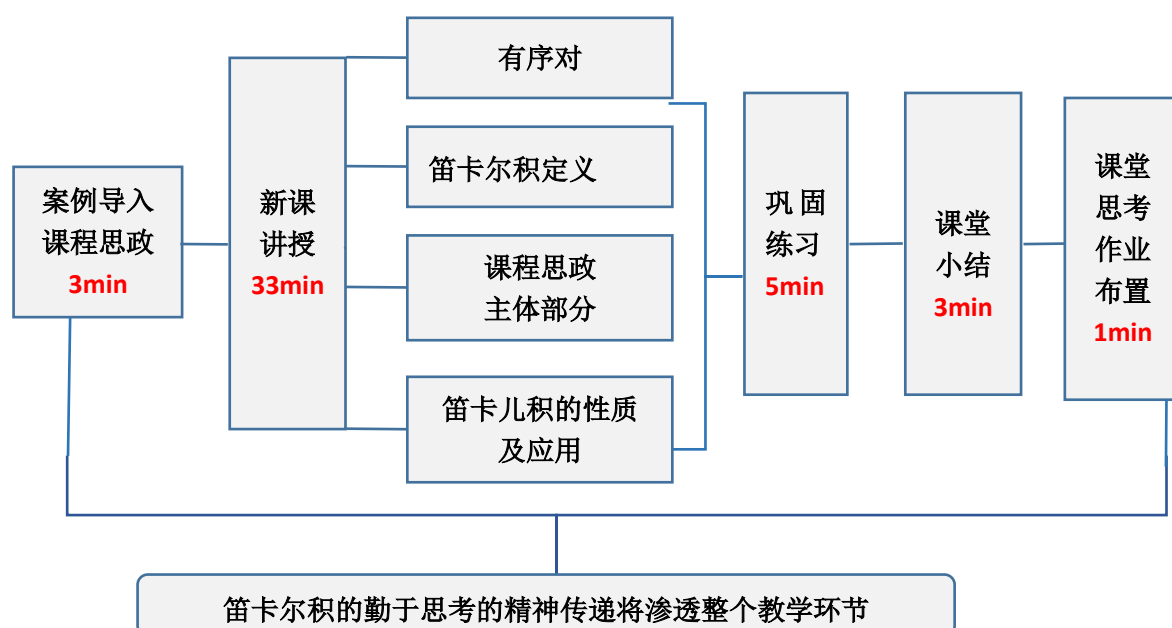 案例导入
课程思政
3min
新课
讲授
33min
有序对
笛卡尔积定义
课程思政
主体部分
笛卡儿积的性质
及应用
巩 固
练习
5min
课堂
小结
3min
课堂
思考
作业
布置
1min
笛卡尔积的勤于思考的精神传递将渗透整个教学环节